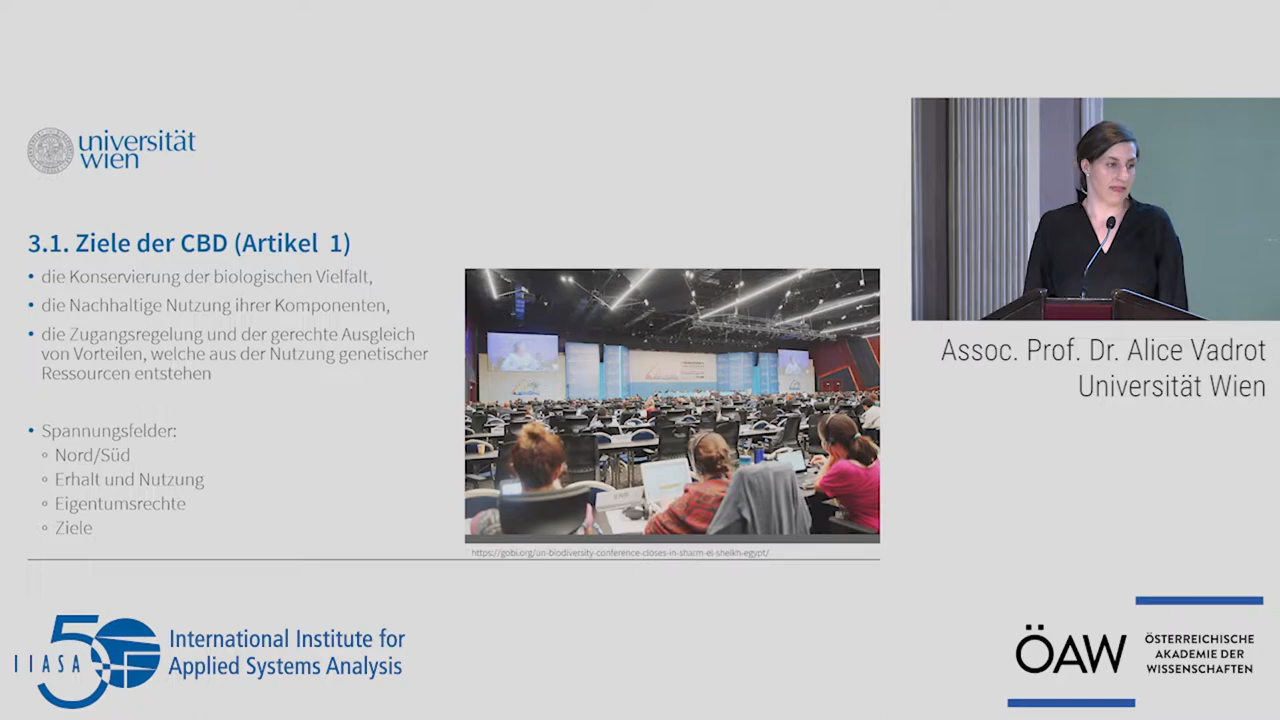 universität
wien
3.1. Ziele der CBD (Artikel 1)
• die Konservierung der biologischen Vielfalt,
• die Nachhaltige Nutzung ihrer Komponenten,
• die Zugangsregelung und der gerechte Ausgleich
von Vorteilen, welche aus der Nutzung genetischer
Ressourcen entstehen
• Spannungsfelder:
◦ Nord/Süd
◦ Erhalt und Nutzung
◦ Eigentumsrechte
◦ Ziele
https://gobi.org/un-biodiversity-conference-closes-in-sharm-el-sheikh-egypt/
Assoc. Prof. Dr. Alice Vadrot
Universität Wien
IIASA
50
International Institute for
Applied Systems Analysis
ÖAW
ÖSTERREICHISCHE
AKADEMIE DER
WISSENSCHAFTEN